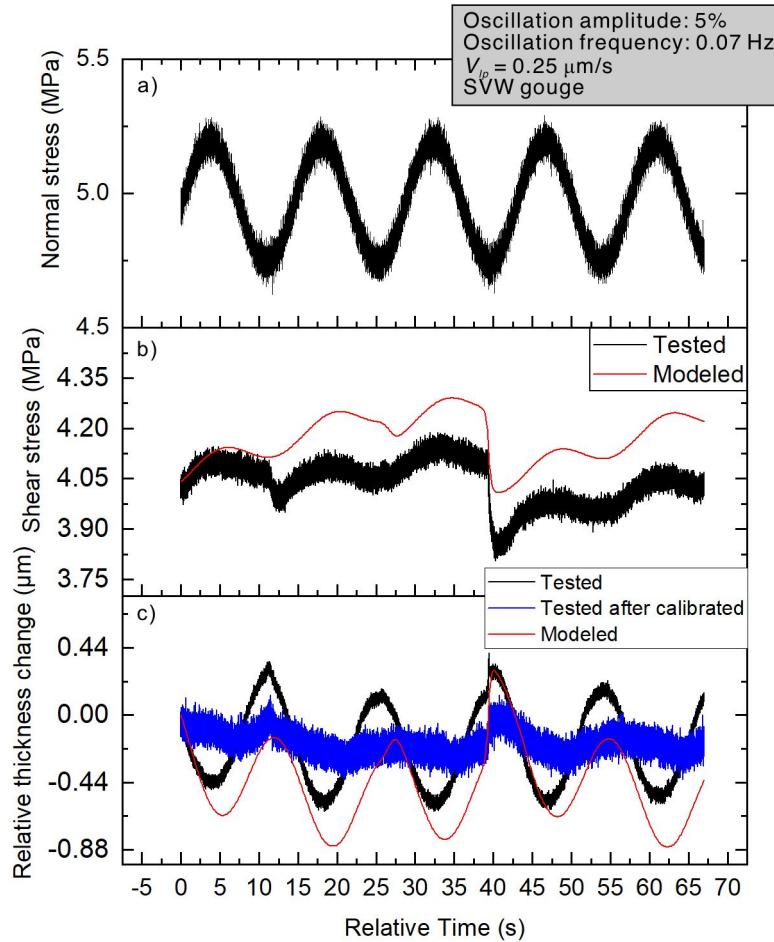 Oscillation amplitude: 5%
Oscillation frequency: 0.07 Hz
V_lp = 0.25 μm/s
SVW gouge
5.5
a)
5.0
4.5
Normal stress (MPa)
b)
Tested
Modeled
4.35
4.20
4.05
3.90
3.75
Shear stress (MPa)
c)
Tested
Tested after calibrated
Modeled
0.44
0.00
-0.44
-0.88
Relative thickness change (μm)
-5 0 5 10 15 20 25 30 35 40 45 50 55 60 65 70
Relative Time (s)